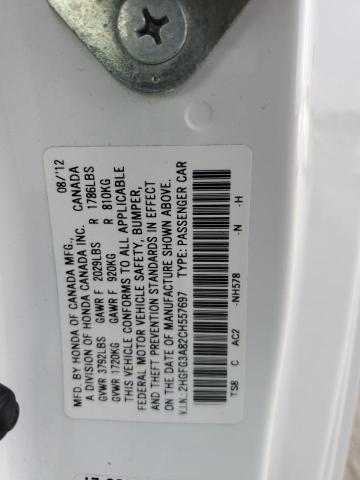 MFD. BY HONDA OF CANADA MFG., 08/'12
A DIVISION OF HONDA CANADA INC. CANADA
GVWR 3792LBS GAWR F 2029LBS R 1786LBS
GVWR 1720KG GAWR F 920KG R 810KG
THIS VEHICLE CONFORMS TO ALL APPLICABLE
FEDERAL MOTOR VEHICLE SAFETY, BUMPER,
AND THEFT PREVENTION STANDARDS IN EFFECT
ON THE DATE OF MANUFACTURE SHOWN ABOVE.
V.I.N.:2HGFG3A82CH557697 TYPE: PASSENGER CAR
-NH578 -N -H
TS8 C AC2